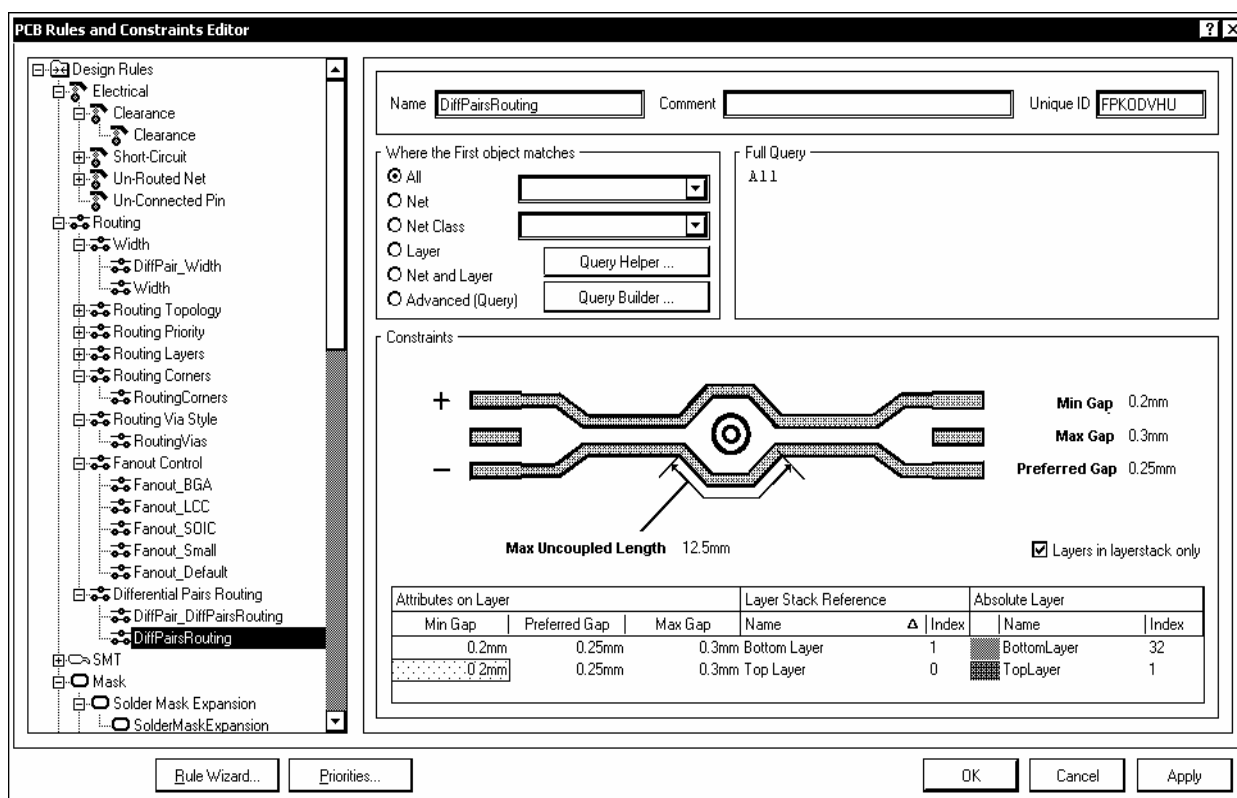 PCB Rules and Constraints Editor
Design Rules
Electrical
Clearance
Clearance
Short-Circuit
Un-Routed Net
Un-Connected Pin
Routing
Width
DiffPair_Width
Width
Routing Topology
Routing Priority
Routing Layers
Routing Corners
RoutingCorners
Routing Via Style
RoutingVias
Fanout Control
Fanout_BGA
Fanout_LCC
Fanout_SOIC
Fanout_Small
Fanout_Default
Differential Pairs Routing
DiffPair_DiffPairsRouting
DiffPairsRouting
SMT
Mask
Solder Mask Expansion
SolderMaskExpansion
Name DiffPairsRouting Comment Unique ID FPKODVHU
Where the First object matches
All
Net
Net Class
Layer
Net and Layer
Advanced (Query)
Query Helper ...
Query Builder ...
Full Query
All
Constraints
+
−
Min Gap 0.2mm
Max Gap 0.3mm
Preferred Gap 0.25mm
Max Uncoupled Length 12.5mm
Layers in layerstack only
Attributes on Layer Layer Stack Reference Absolute Layer
Min Gap Preferred Gap Max Gap Name Index Name Index
0.2mm 0.25mm 0.3mm Bottom Layer 1 BottomLayer 32
0.2mm 0.25mm 0.3mm Top Layer 0 TopLayer 1
Rule Wizard... Priorities... OK Cancel Apply